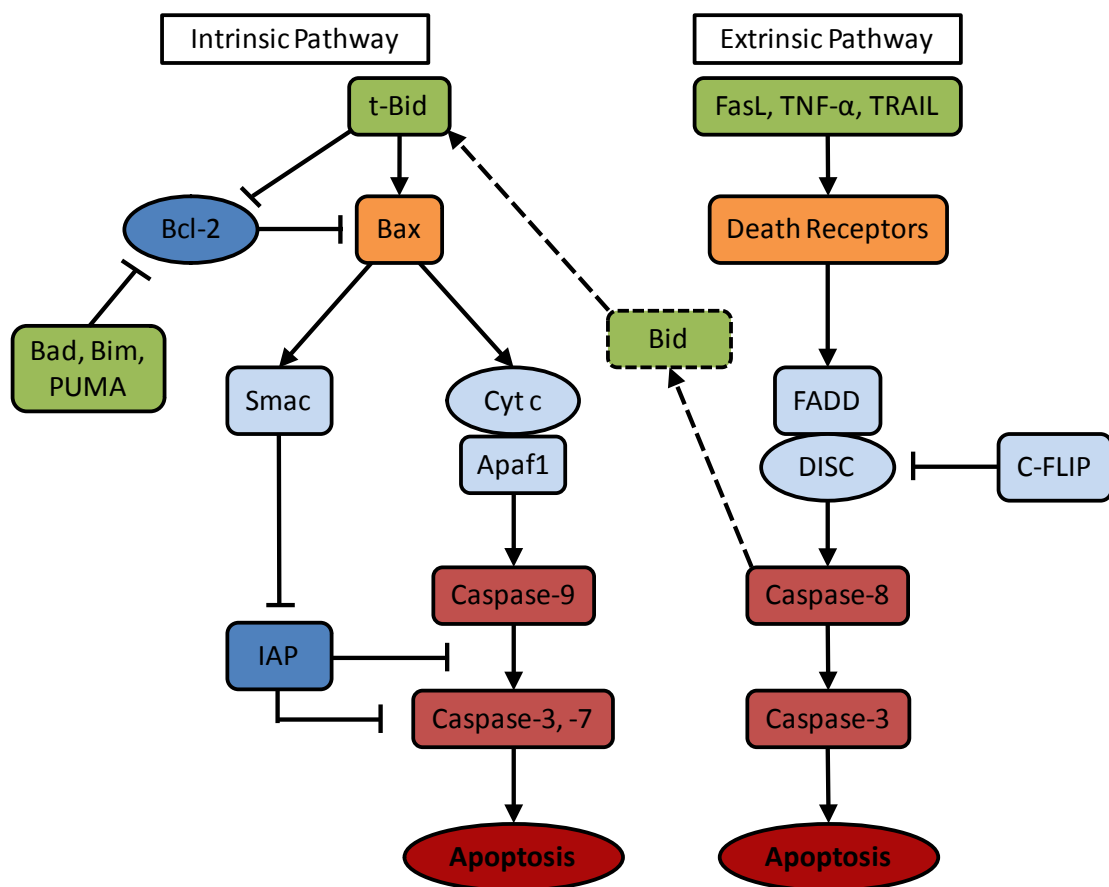 Intrinsic Pathway
Extrinsic Pathway
t-Bid
FasL, TNF-α, TRAIL
Bcl-2
Bax
Death Receptors
Bid
Bad, Bim,
PUMA
Smac
Cyt c
FADD
Apaf1
DISC
C-FLIP
Caspase-9
Caspase-8
IAP
Caspase-3, -7
Caspase-3
Apoptosis
Apoptosis